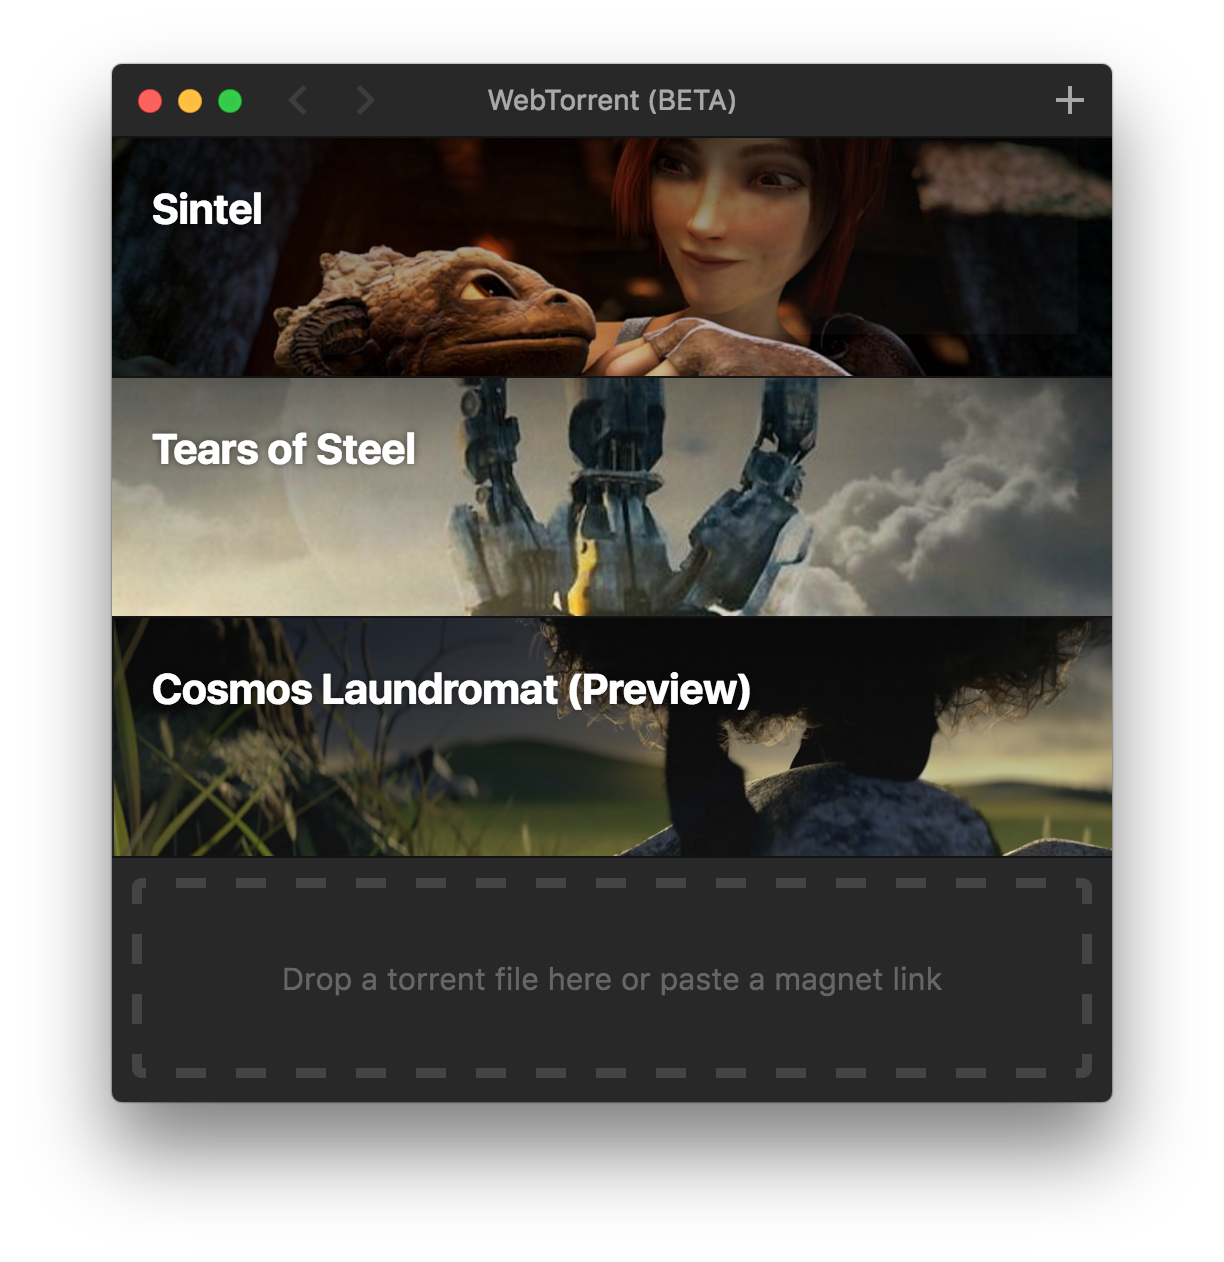 WebTorrent (BETA)
Sintel
Tears of Steel
Cosmos Laundromat (Preview)
Drop a torrent file here or paste a magnet link